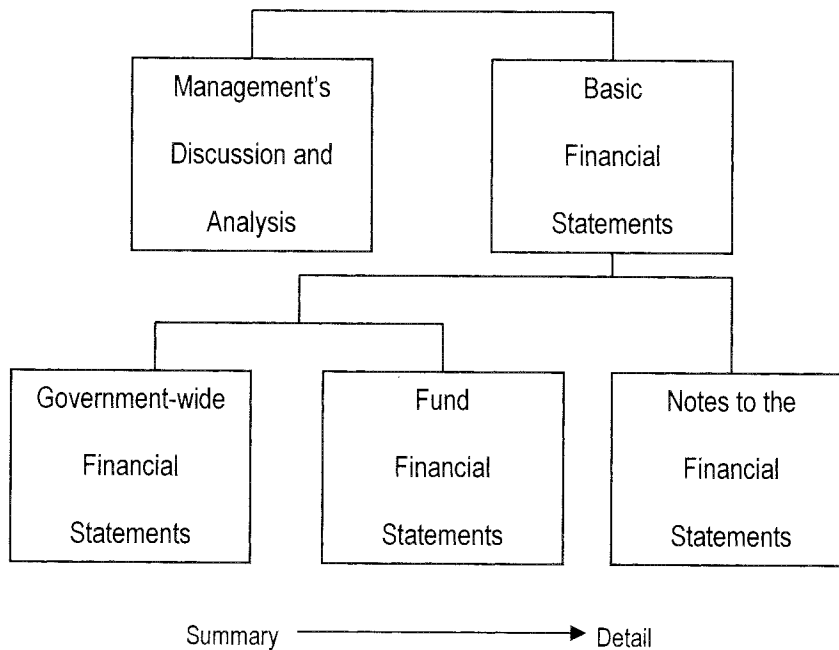 Management's
Discussion and
Analysis
Basic
Financial
Statements
Government-wide
Financial
Statements
Fund
Financial
Statements
Notes to the
Financial
Statements
Summary
Detail